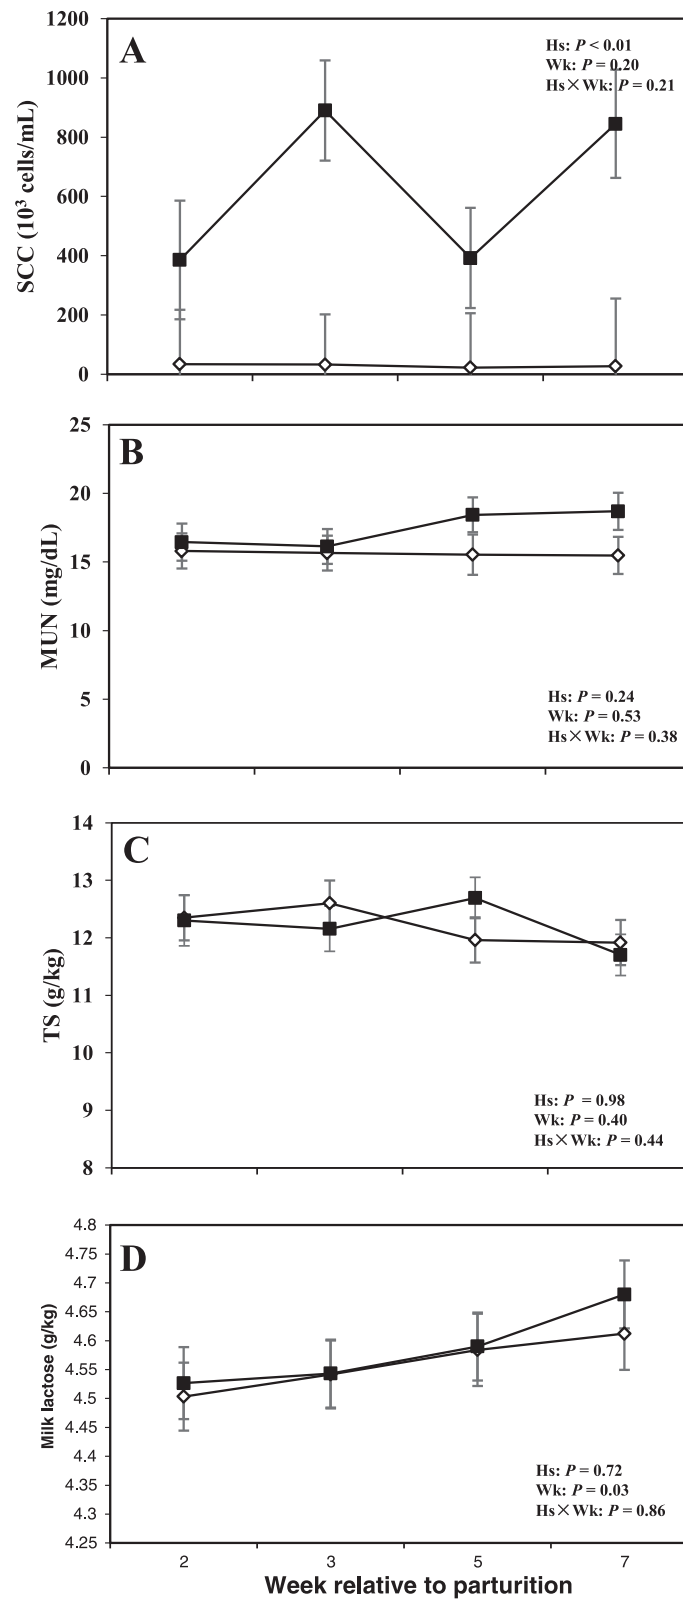 A
1200
1000
800
600
400
200
0
SCC (10³ cells/mL)
Hs: P < 0.01
Wk: P = 0.20
Hs×Wk: P = 0.21
B
25
20
15
10
5
0
MUN (mg/dL)
Hs: P = 0.24
Wk: P = 0.53
Hs×Wk: P = 0.38
C
14
13
12
11
10
9
8
TS (g/kg)
Hs: P = 0.98
Wk: P = 0.40
Hs×Wk: P = 0.44
D
4.8
4.75
4.7
4.65
4.6
4.55
4.5
4.45
4.4
4.35
4.3
4.25
Milk lactose (g/kg)
Hs: P = 0.72
Wk: P = 0.03
Hs×Wk: P = 0.86
2 3 5 7
Week relative to parturition